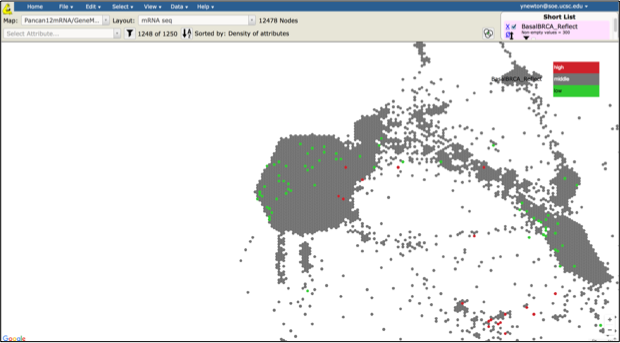 Home File Edit Select View Data Help ynewton@soe.ucsc.edu
Map: Pancan12mRNA/GeneM... Layout: mRNA seq 12478 Nodes
Select Attribute... 1248 of 1250 Sorted by: Density of attributes
Short List
X BasalBRCA_Reflect
Non-empty values = 300
high
BasalBRCA_Reflect middle
low
Google